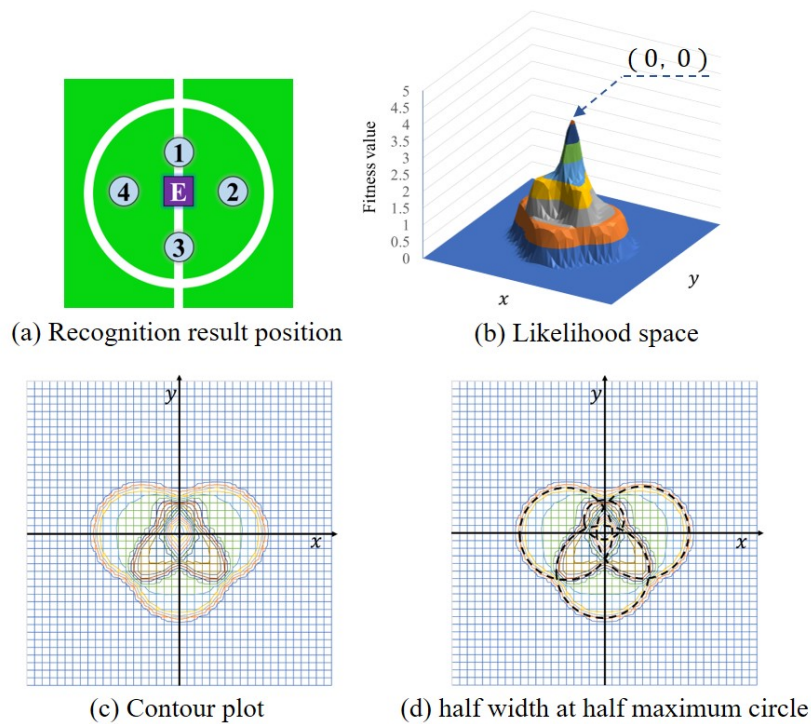 1
4
E
2
3
(a) Recognition result position
( 0, 0 )
Fitness value
5
4.5
4
3.5
3
2.5
2
1.5
1
0.5
0
x
y
(b) Likelihood space
y
x
(c) Contour plot
y
x
(d) half width at half maximum circle